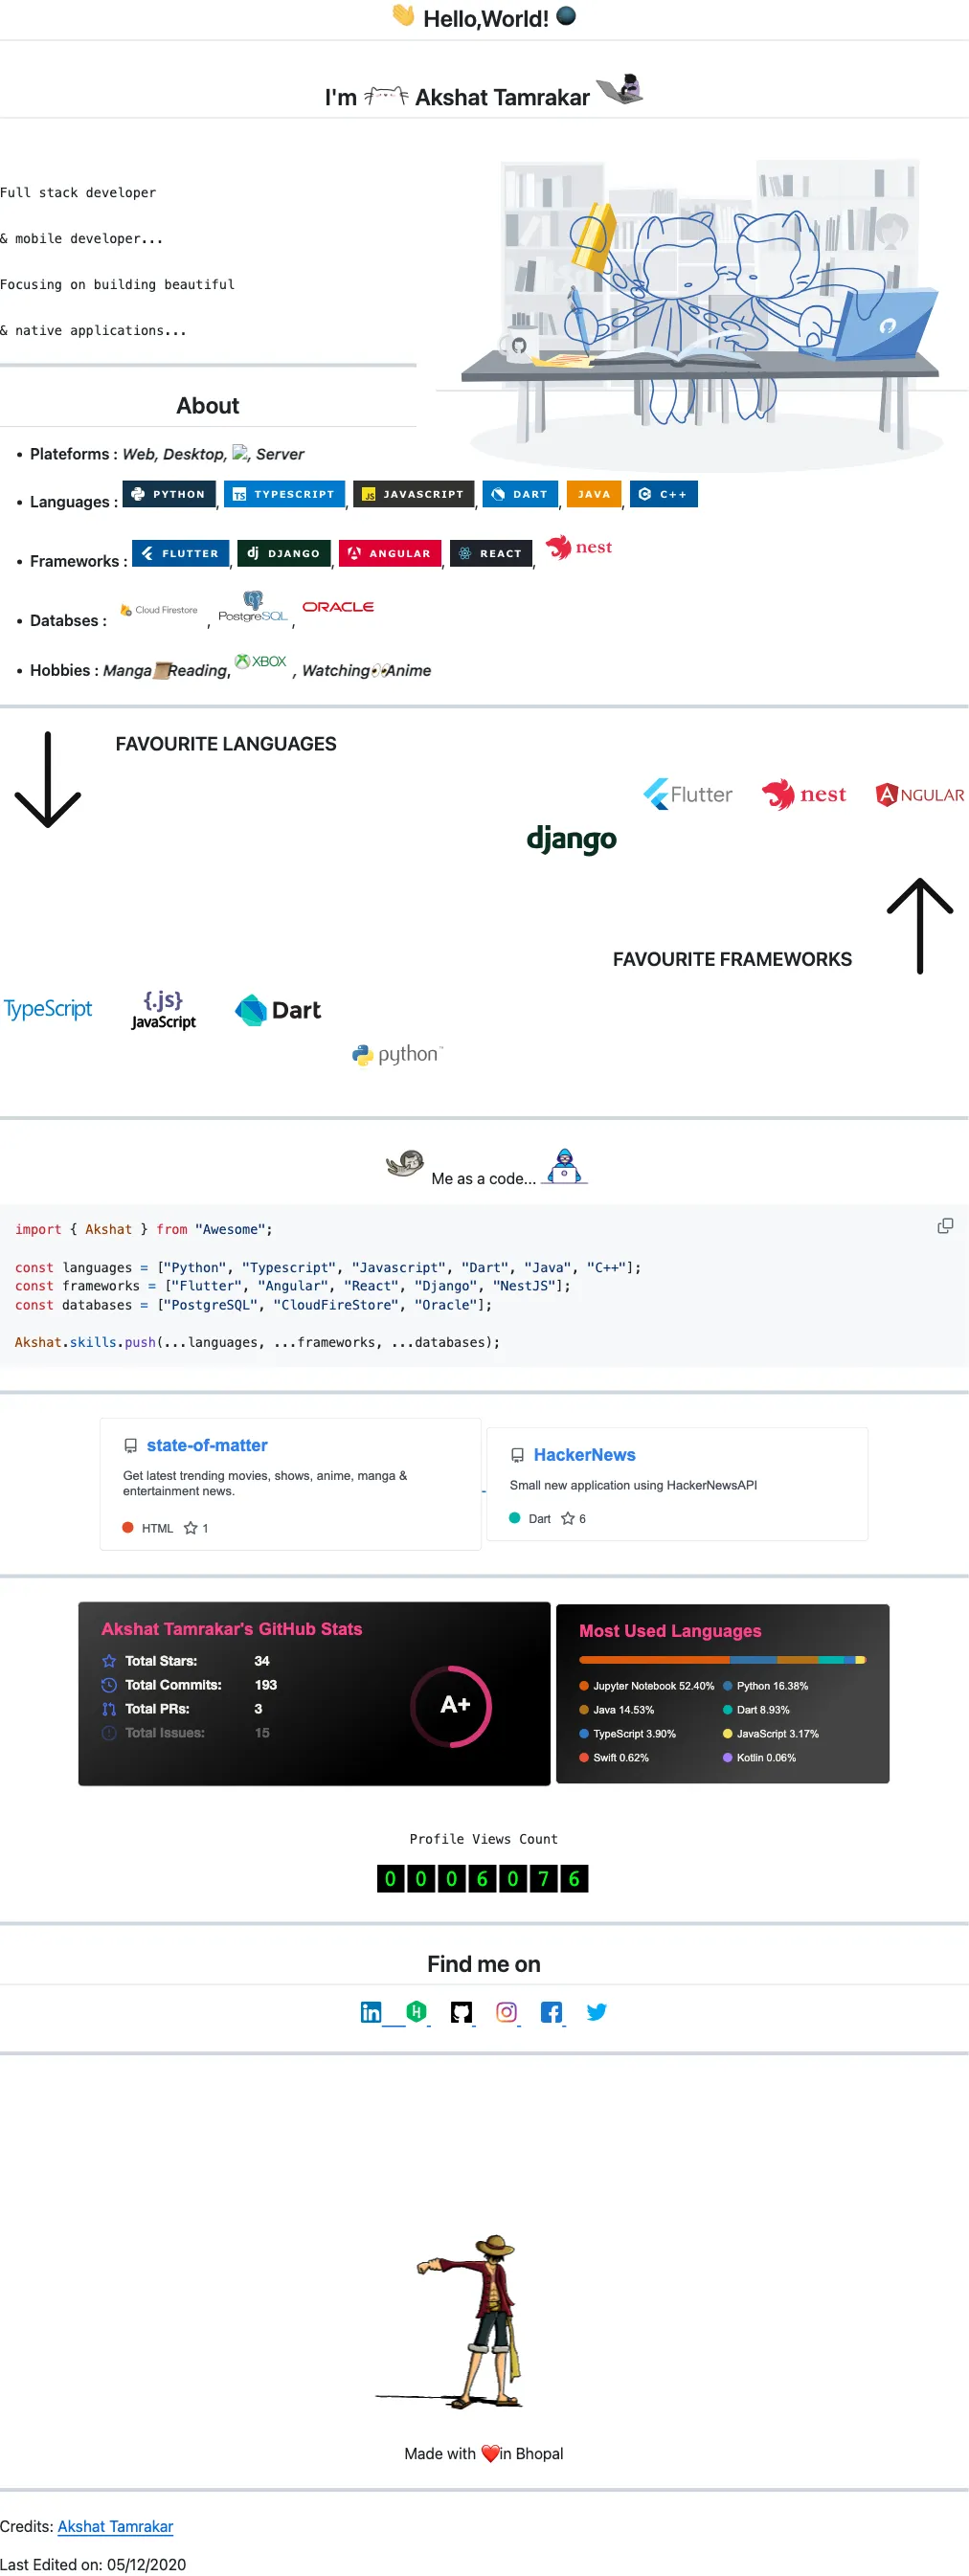 👋 Hello,World! 🌑
I'm Akshat Tamrakar
Full stack developer
& mobile developer...
Focusing on building beautiful
& native applications...
About
• Plateforms : Web, Desktop, , Server
• Languages : PYTHON, TYPESCRIPT, JAVASCRIPT, DART, JAVA, C++
• Frameworks : FLUTTER, DJANGO, ANGULAR, REACT, nest
• Databses : Cloud Firestore , PostgreSQL , ORACLE
• Hobbies : Manga Reading, XBOX , Watching👀Anime
FAVOURITE LANGUAGES
Flutter nest ANGULAR
django
FAVOURITE FRAMEWORKS
TypeScript {.js} JavaScript Dart
python™
Me as a code...
import { Akshat } from "Awesome";
const languages = ["Python", "Typescript", "Javascript", "Dart", "Java", "C++"];
const frameworks = ["Flutter", "Angular", "React", "Django", "NestJS"];
const databases = ["PostgreSQL", "CloudFireStore", "Oracle"];
Akshat.skills.push(...languages, ...frameworks, ...databases);
state-of-matter
Get latest trending movies, shows, anime, manga &
entertainment news.
HTML 1
HackerNews
Small new application using HackerNewsAPI
Dart 6
Akshat Tamrakar's GitHub Stats
Total Stars: 34
Total Commits: 193
Total PRs: 3
Total Issues: 15
A+
Most Used Languages
Jupyter Notebook 52.40% Python 16.38%
Java 14.53% Dart 8.93%
TypeScript 3.90% JavaScript 3.17%
Swift 0.62% Kotlin 0.06%
Profile Views Count
0006076
Find me on
Made with ❤️in Bhopal
Credits: Akshat Tamrakar
Last Edited on: 05/12/2020